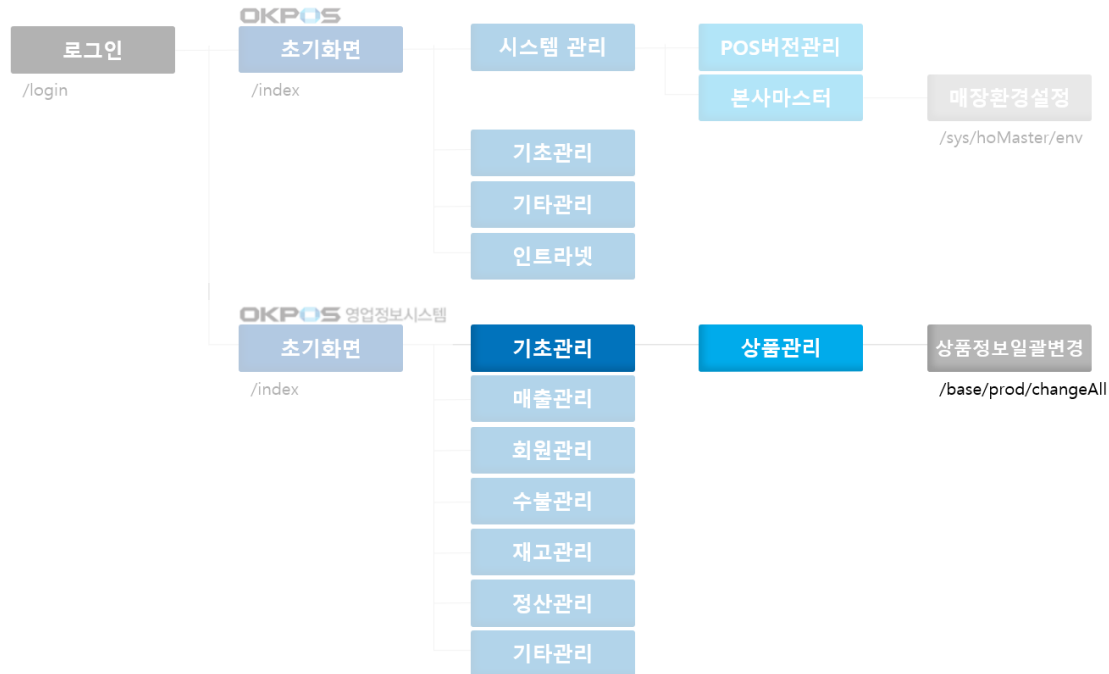 OKPOS
로그인
초기화면
시스템 관리
POS버전관리
/login
/index
본사마스터
매장환경설정
/sys/hoMaster/env
기초관리
기타관리
인트라넷
OKPOS 영업정보시스템
초기화면
기초관리
상품관리
상품정보일괄변경
/index
/base/prod/changeAll
매출관리
회원관리
수불관리
재고관리
정산관리
기타관리